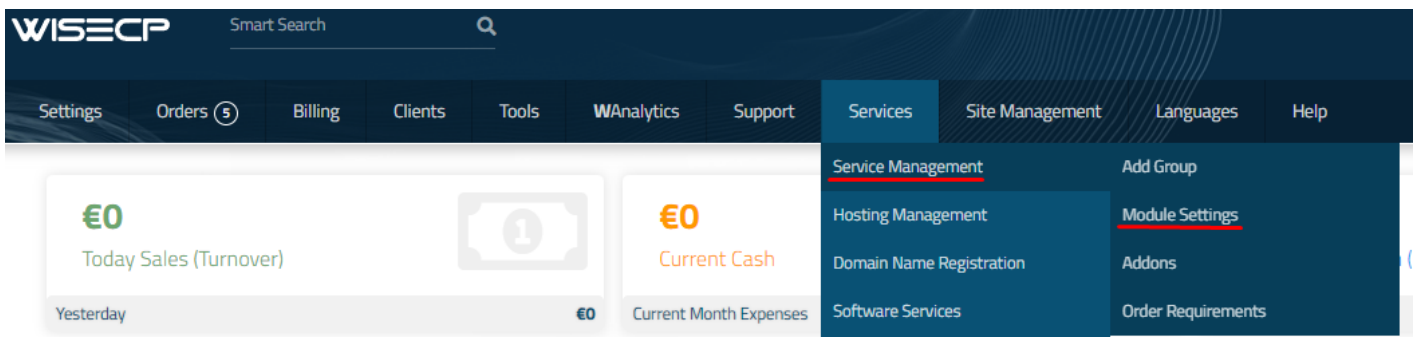 WISECP
Smart Search
Settings
Orders 5
Billing
Clients
Tools
WAnalytics
Support
Services
Site Management
Languages
Help
Service Management
Hosting Management
Domain Name Registration
Software Services
Add Group
Module Settings
Addons
Order Requirements
€0
Today Sales (Turnover)
1
Yesterday €0
€0
Current Cash
Current Month Expenses
(